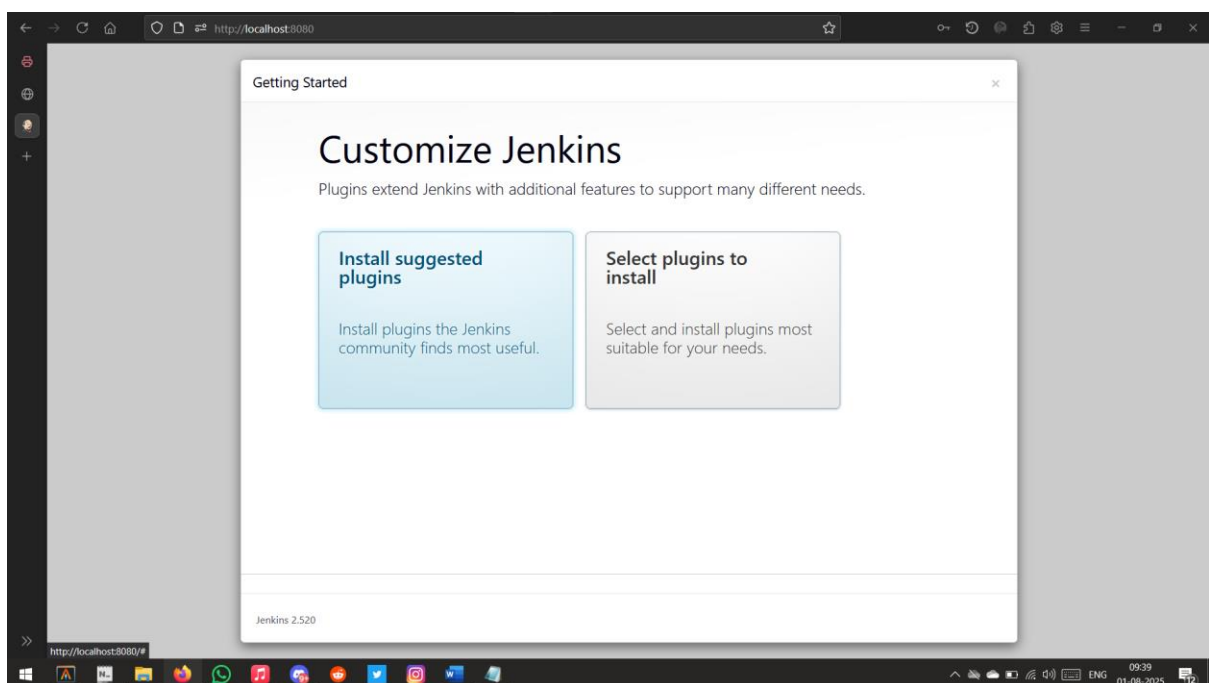 http://localhost:8080
Getting Started
Customize Jenkins
Plugins extend Jenkins with additional features to support many different needs.
Install suggested
plugins
Install plugins the Jenkins
community finds most useful.
Select plugins to
install
Select and install plugins most
suitable for your needs.
Jenkins 2.520
http://localhost:8080/#
N
W
ENG
09:39
01-08-2025
12